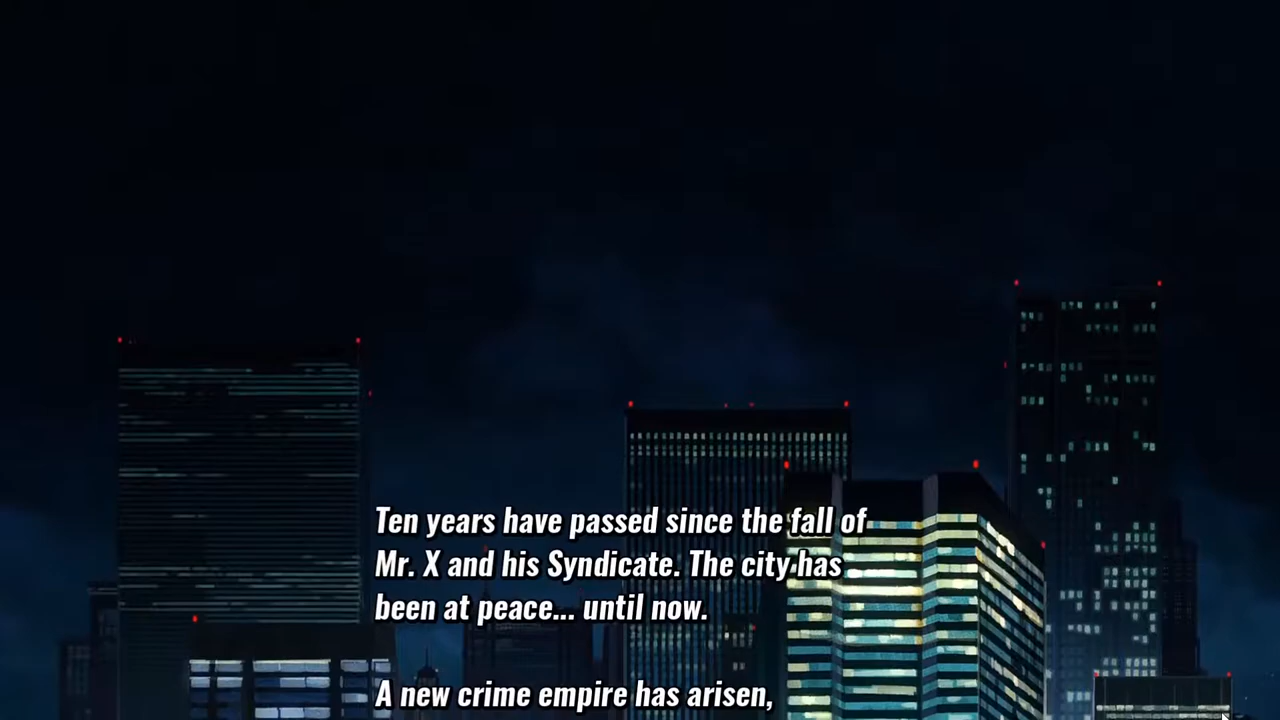 Ten years have passed since the fall of
Mr. X and his Syndicate. The city has
been at peace... until now.
A new crime empire has arisen,